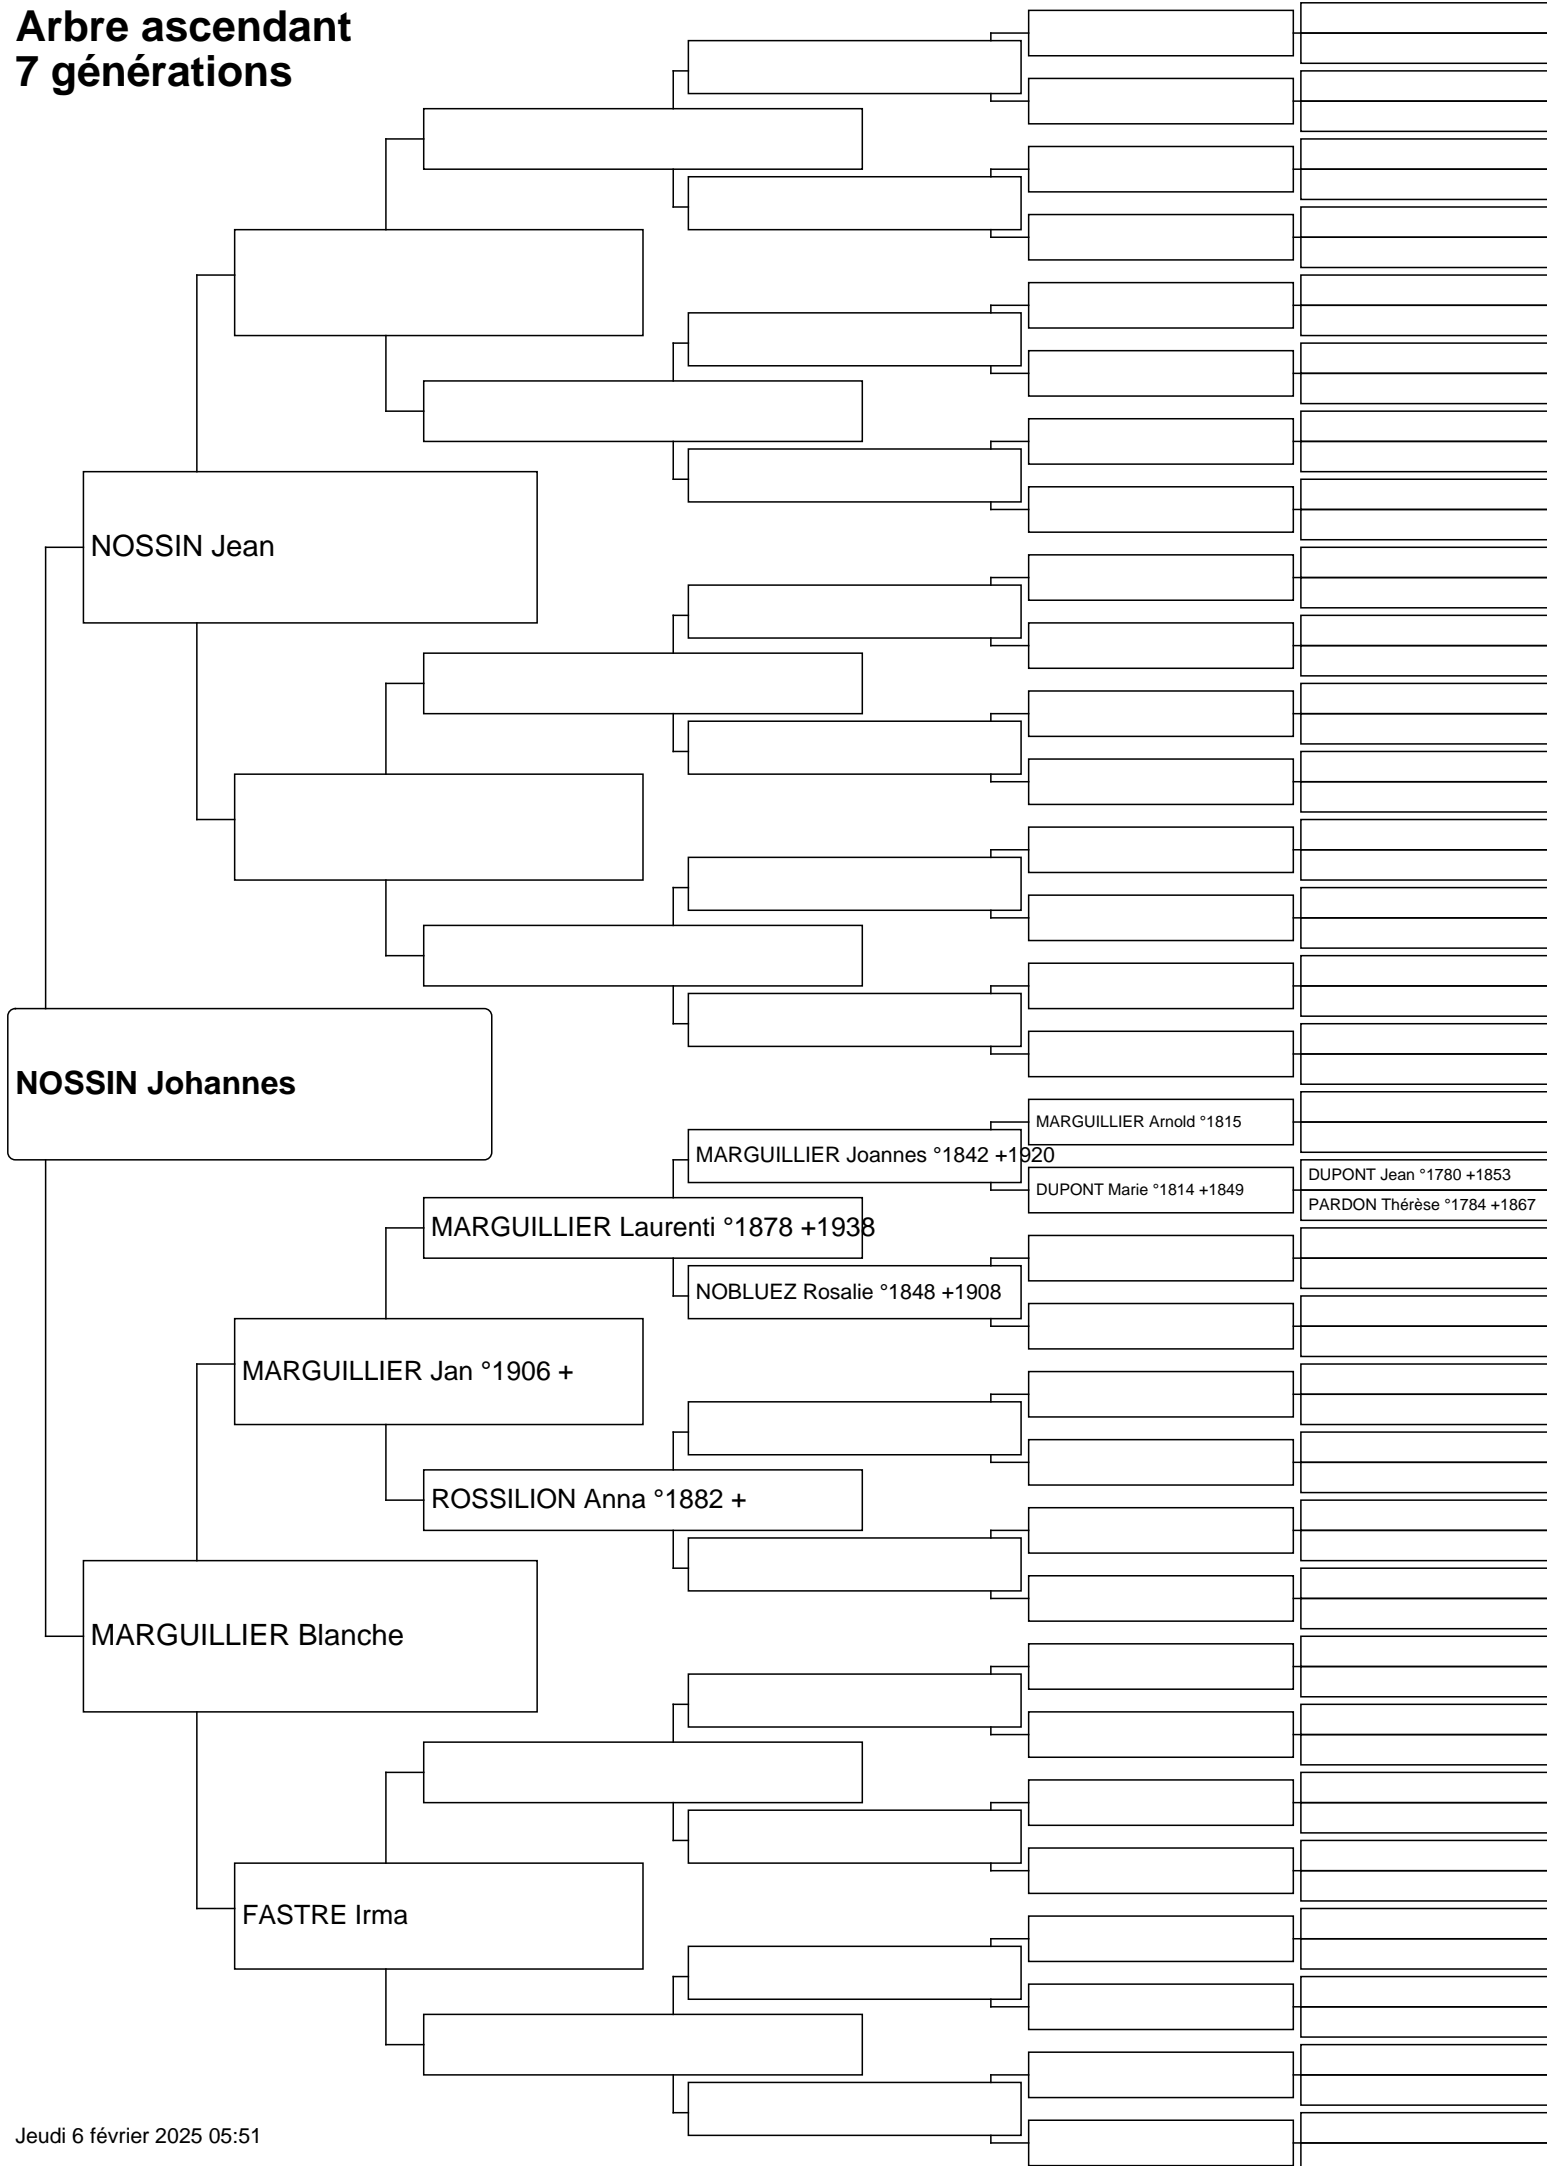 Arbre ascendant
7 générations
NOSSIN Jean
NOSSIN Johannes
MARGUILLIER Arnold °1815
MARGUILLIER Joannes °1842 +1920
DUPONT Jean °1780 +1853
DUPONT Marie °1814 +1849
PARDON Thérèse °1784 +1867
MARGUILLIER Laurenti °1878 +1938
NOBLUEZ Rosalie °1848 +1908
MARGUILLIER Jan °1906 +
ROSSILION Anna °1882 +
MARGUILLIER Blanche
FASTRE Irma
Jeudi 6 février 2025 05:51